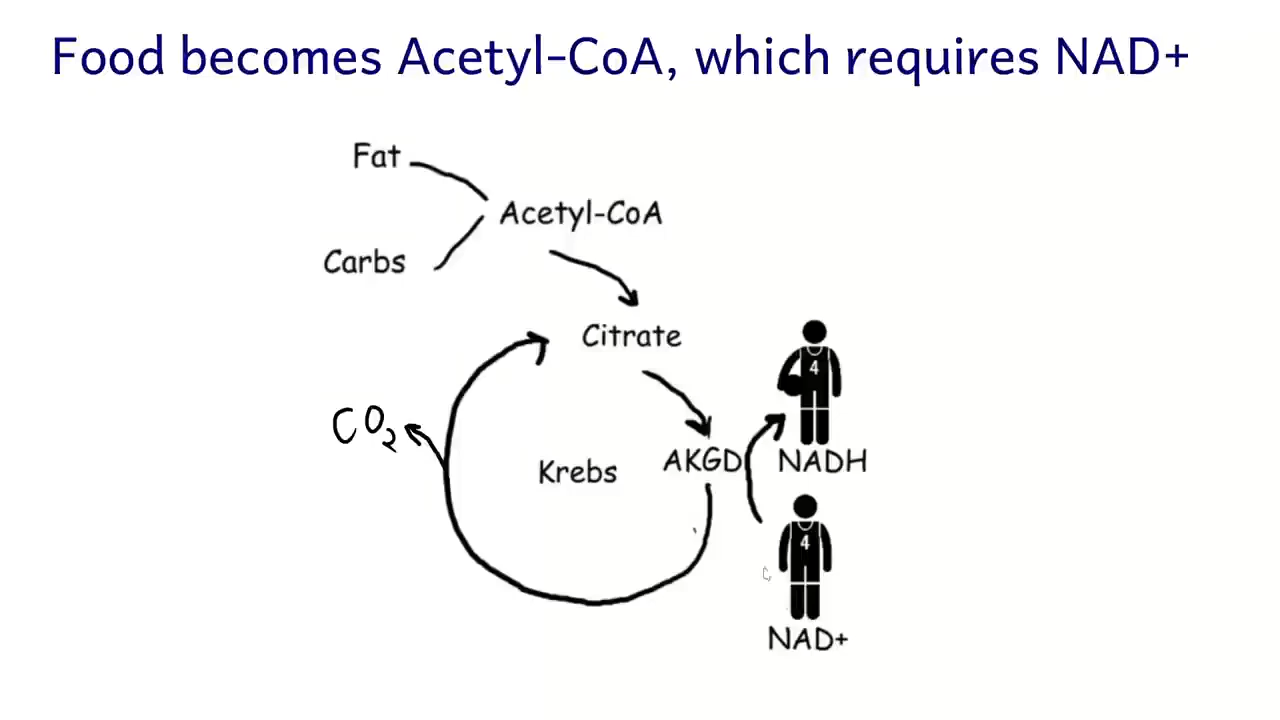 Food becomes Acetyl-CoA, which requires NAD+
Fat
Acetyl-CoA
Carbs
Citrate
4
CO₂
Krebs
AKGD
NADH
4
NAD+